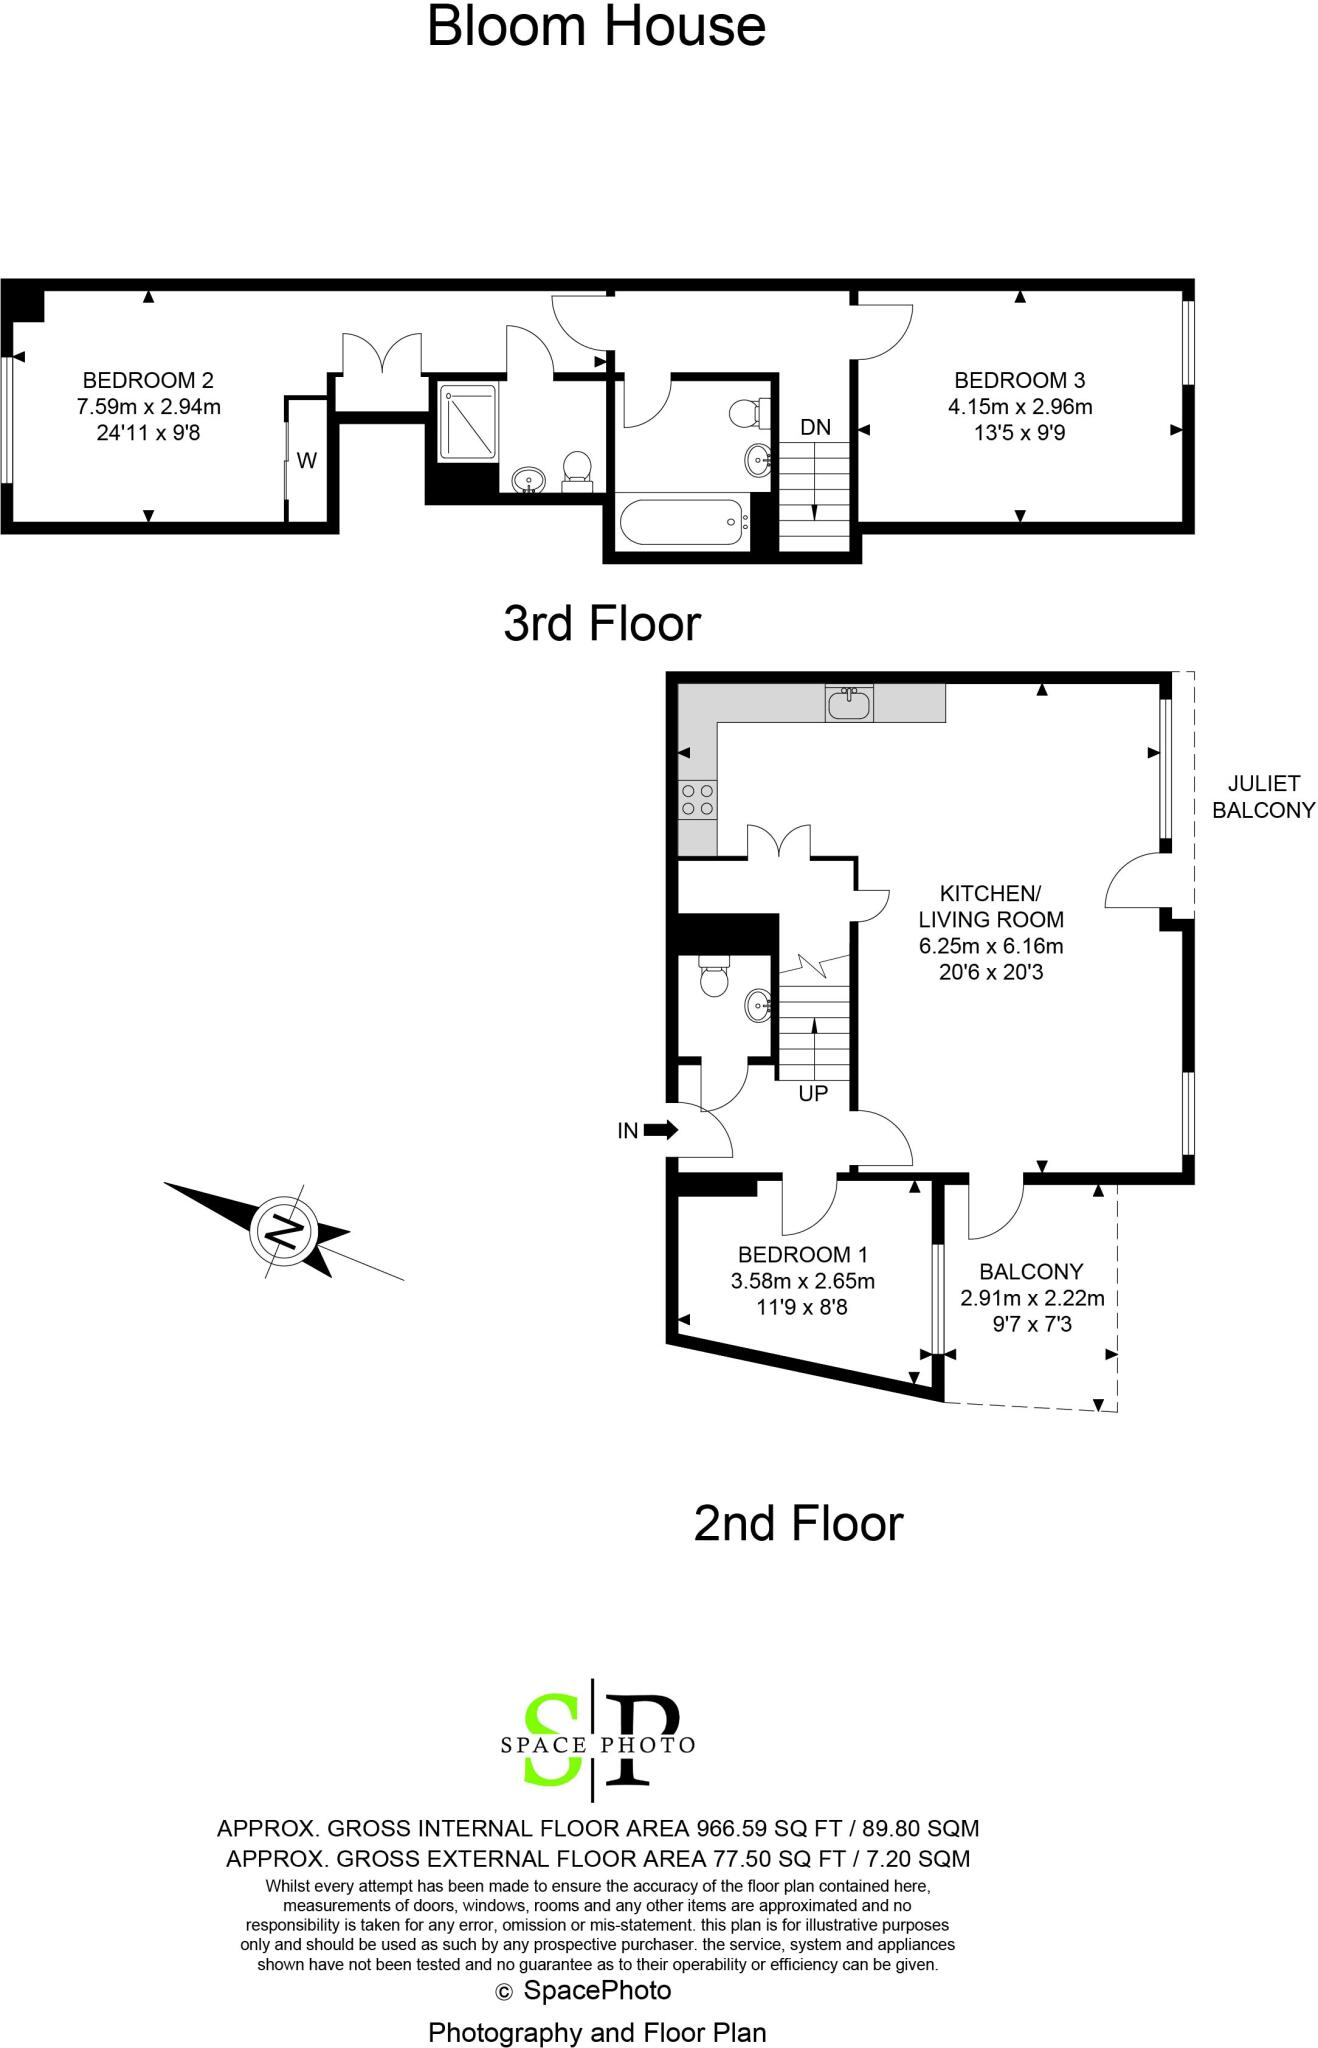 Bloom House
BEDROOM 2
7.59m x 2.94m
24'11 x 9'8
W
DN
BEDROOM 3
4.15m x 2.96m
13'5 x 9'9
3rd Floor
JULIET
BALCONY
KITCHEN/
LIVING ROOM
6.25m x 6.16m
20'6 x 20'3
UP
IN
N
BEDROOM 1
3.58m x 2.65m
11'9 x 8'8
BALCONY
2.91m x 2.22m
9'7 x 7'3
2nd Floor
S P
SPACE PHOTO
APPROX. GROSS INTERNAL FLOOR AREA 966.59 SQ FT / 89.80 SQM
APPROX. GROSS EXTERNAL FLOOR AREA 77.50 SQ FT / 7.20 SQM
Whilst every attempt has been made to ensure the accuracy of the floor plan contained here,
measurements of doors, windows, rooms and any other items are approximated and no
responsibility is taken for any error, omission or mis-statement. this plan is for illustrative purposes
only and should be used as such by any prospective purchaser. the service, system and appliances
shown have not been tested and no guarantee as to their operability or efficiency can be given.
© SpacePhoto
Photography and Floor Plan